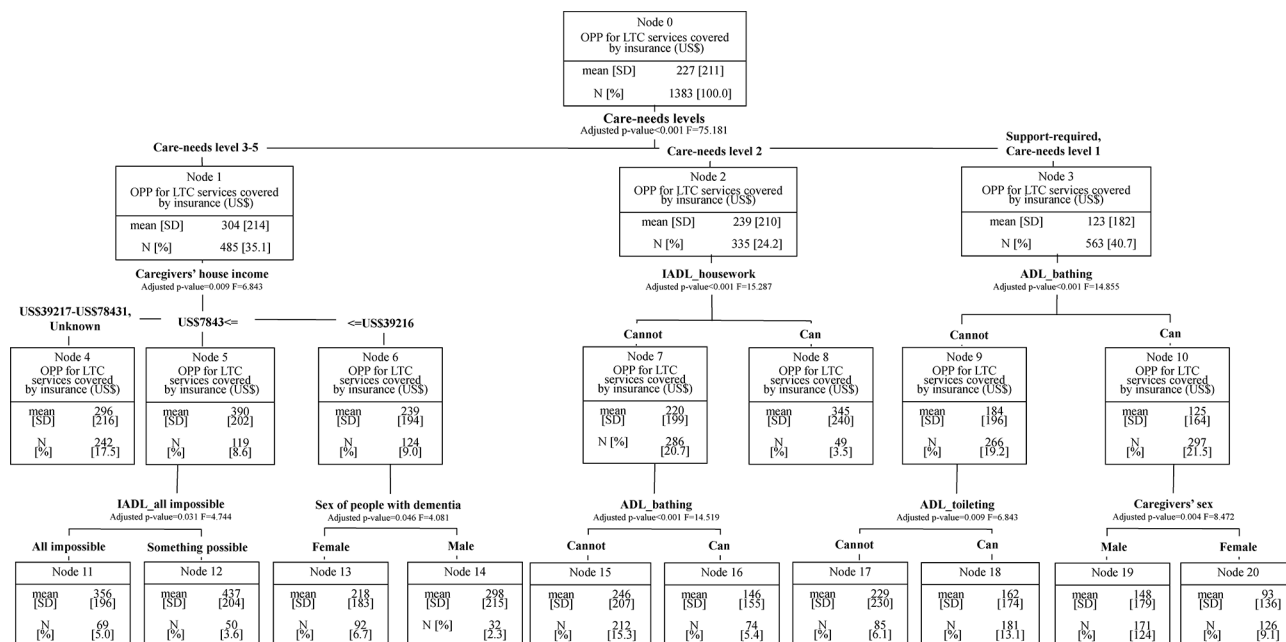 Node 0
OPP for LTC services covered
by insurance (US$)
mean [SD] 227 [211]
N [%] 1383 [100.0]
Care-needs levels
Adjusted p-value<0.001 F=75.181
Care-needs level 3-5
Care-needs level 2
Support-required,
Care-needs level 1
Node 1
OPP for LTC services covered
by insurance (US$)
mean [SD] 304 [214]
N [%] 485 [35.1]
Node 2
OPP for LTC services covered
by insurance (US$)
mean [SD] 239 [210]
N [%] 335 [24.2]
Node 3
OPP for LTC services covered
by insurance (US$)
mean [SD] 123 [182]
N [%] 563 [40.7]
Caregivers' house income
Adjusted p-value=0.009 F=6.843
IADL_housework
Adjusted p-value<0.001 F=15.287
ADL_bathing
Adjusted p-value<0.001 F=14.855
US$39217-US$78431,
Unknown
US$7843<=
<=US$39216
Cannot
Can
Cannot
Can
Node 4
OPP for LTC
services covered
by insurance (US$)
mean 296
[SD] [216]
N 242
[%] [17.5]
Node 5
OPP for LTC
services covered
by insurance (US$)
mean 390
[SD] [202]
N 119
[%] [8.6]
Node 6
OPP for LTC
services covered
by insurance (US$)
mean 239
[SD] [194]
N 124
[%] [9.0]
Node 7
OPP for LTC
services covered
by insurance (US$)
mean 220
[SD] [199]
N [%] 286
[20.7]
Node 8
OPP for LTC
services covered
by insurance (US$)
mean 345
[SD] [240]
N 49
[%] [3.5]
Node 9
OPP for LTC
services covered
by insurance (US$)
mean 184
[SD] [196]
N 266
[%] [19.2]
Node 10
OPP for LTC
services covered
by insurance (US$)
mean 125
[SD] [164]
N 297
[%] [21.5]
IADL_all impossible
Adjusted p-value=0.031 F=4.744
Sex of people with dementia
Adjusted p-value=0.046 F=4.081
ADL_bathing
Adjusted p-value<0.001 F=14.519
ADL_toileting
Adjusted p-value=0.009 F=6.843
Caregivers' sex
Adjusted p-value=0.004 F=8.472
All impossible
Something possible
Female
Male
Cannot
Can
Cannot
Can
Male
Female
Node 11
mean 356
[SD] [196]
N 69
[%] [5.0]
Node 12
mean 437
[SD] [204]
N 50
[%] [3.6]
Node 13
mean 218
[SD] [183]
N 92
[%] [6.7]
Node 14
mean 298
[SD] [215]
N [%] 32
[2.3]
Node 15
mean 246
[SD] [207]
N 212
[%] [15.3]
Node 16
mean 146
[SD] [155]
N 74
[%] [5.4]
Node 17
mean 229
[SD] [230]
N 85
[%] [6.1]
Node 18
mean 162
[SD] [174]
N 181
[%] [13.1]
Node 19
mean 148
[SD] [179]
N 171
[%] [124]
Node 20
mean 93
[SD] [136]
N 126
[%] [9.1]